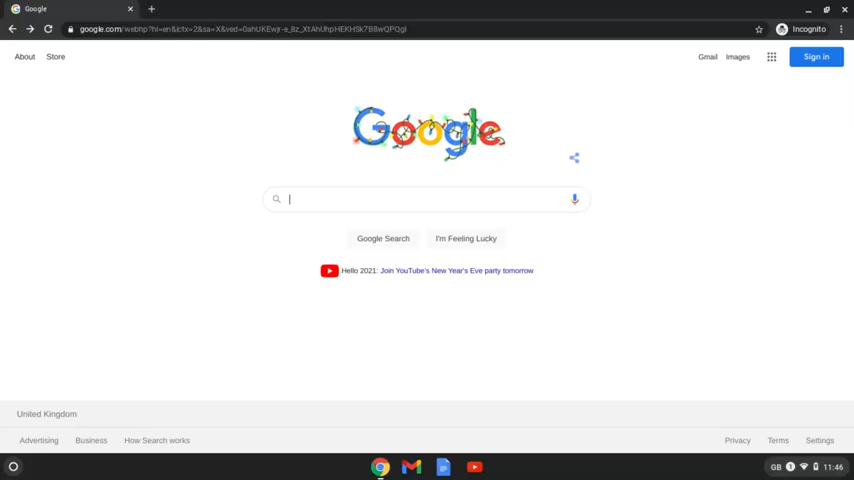 Google
google.com/webhp?hl=en&ictx=2&sa=X&ved=0ahUKEwjr-e_8z_XtAhUhpHEKHSk7B8wQPQgI
Incognito
About
Store
Gmail
Images
Sign in
Google
Google Search
I'm Feeling Lucky
Hello 2021: Join YouTube's New Year's Eve party tomorrow
United Kingdom
Advertising
Business
How Search works
Privacy
Terms
Settings
GB
1
11:46